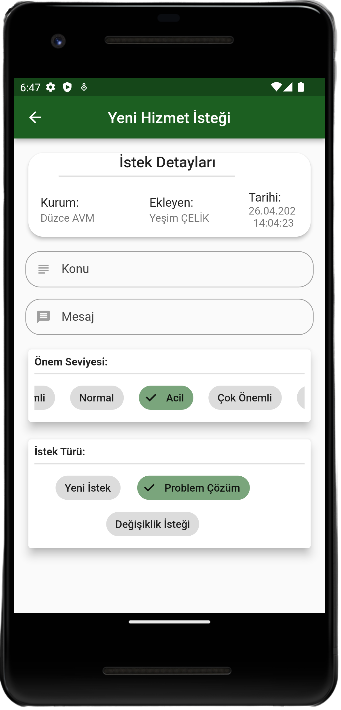 6:47
Yeni Hizmet İsteği
İstek Detayları
Kurum:
Düzce AVM
Ekleyen:
Yeşim ÇELİK
Tarihi:
26.04.202
14:04:23
Konu
Mesaj
Önem Seviyesi:
mli Normal Acil Çok Önemli
İstek Türü:
Yeni İstek Problem Çözüm
Değişiklik İsteği